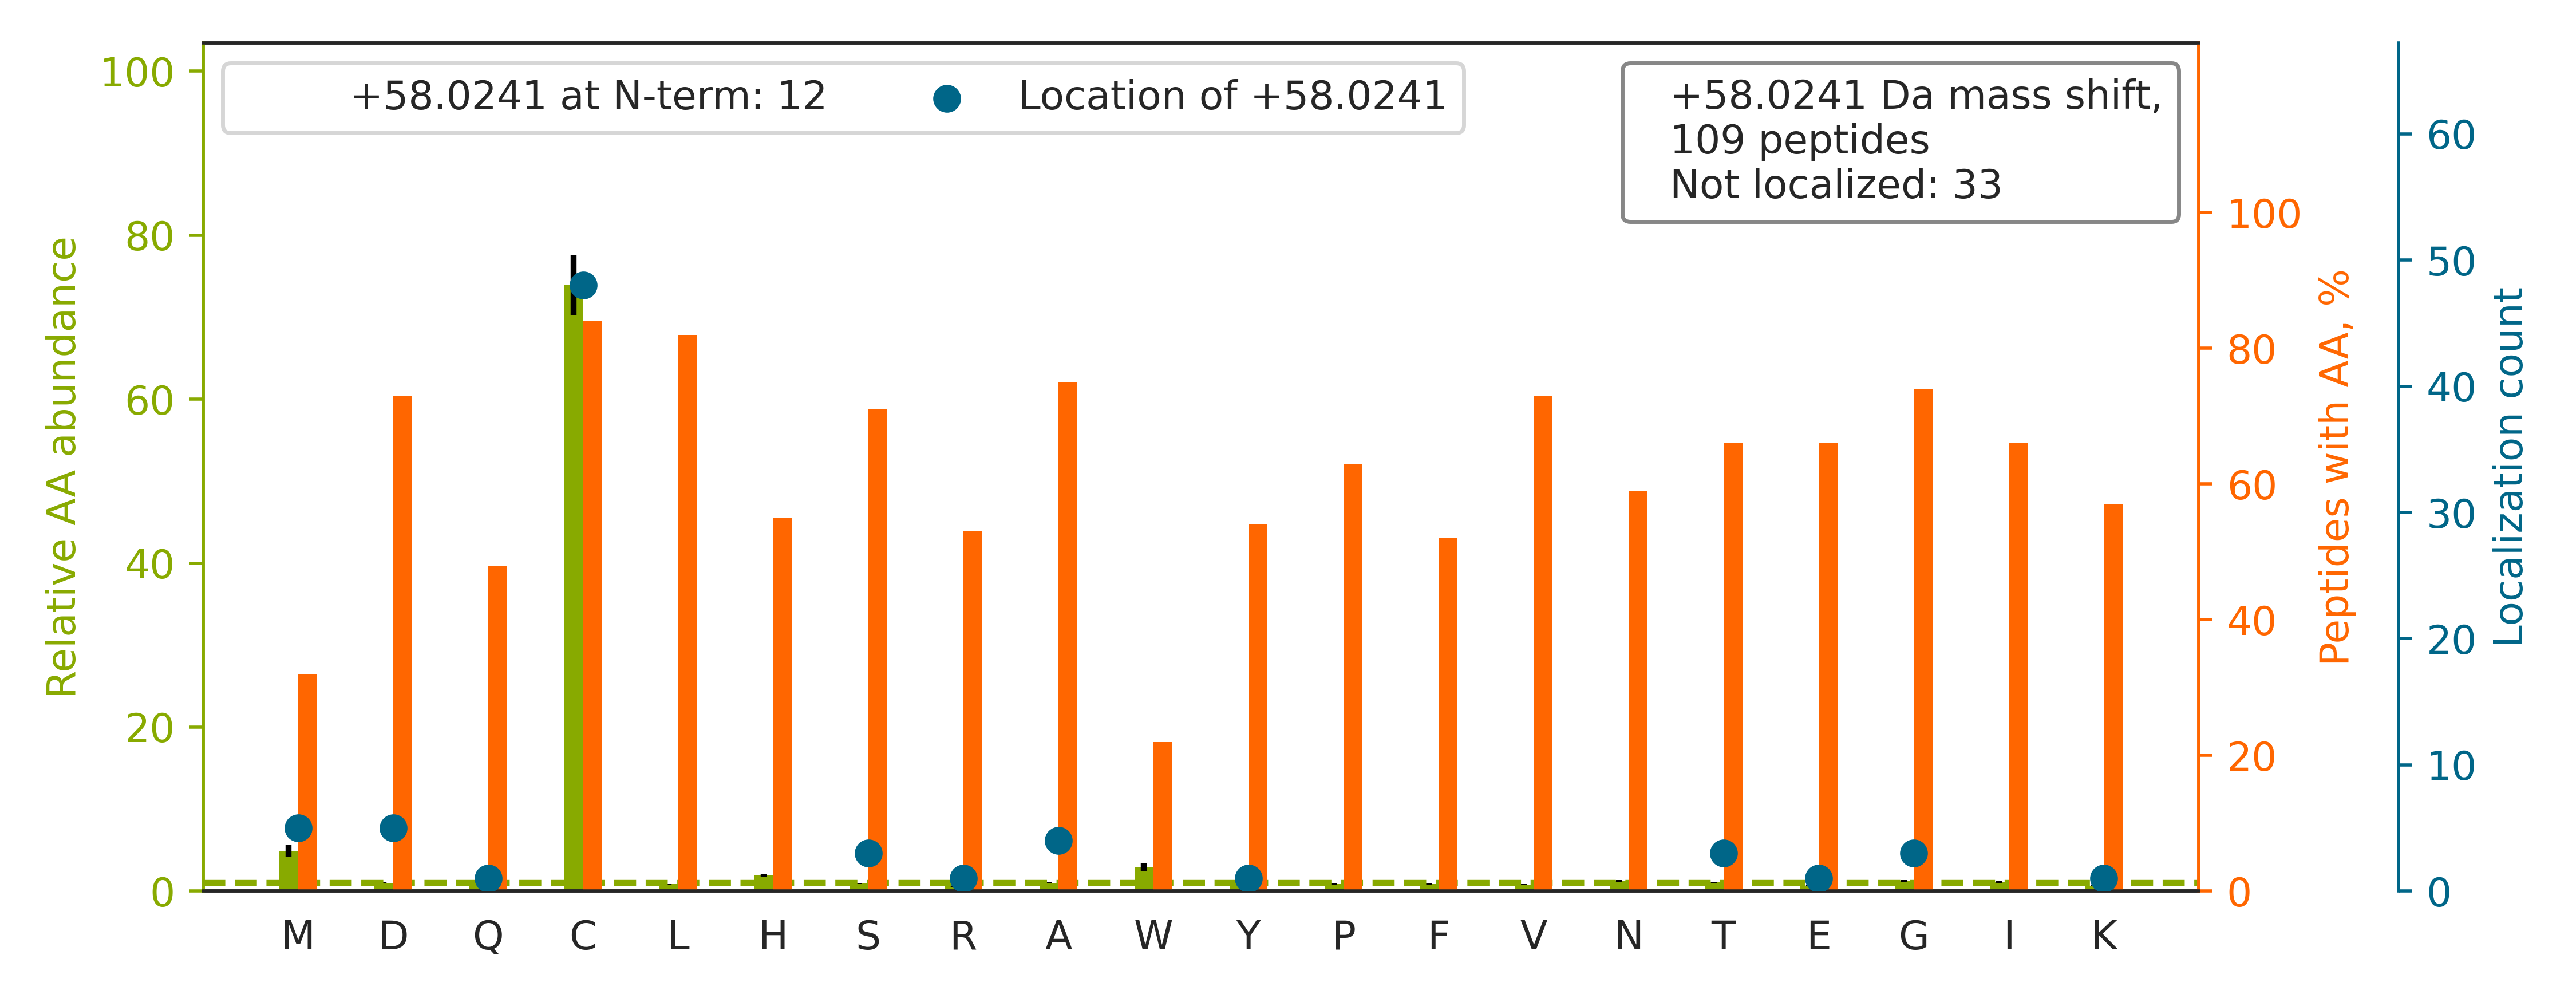 +58.0241 at N-term: 12
Location of +58.0241
+58.0241 Da mass shift,
109 peptides
Not localized: 33
Relative AA abundance
100
80
60
40
20
0
M D Q C L H S R A W Y P F V N T E G I K
100
80
60
40
20
0
Peptides with AA, %
60
50
40
30
20
10
0
Localization count